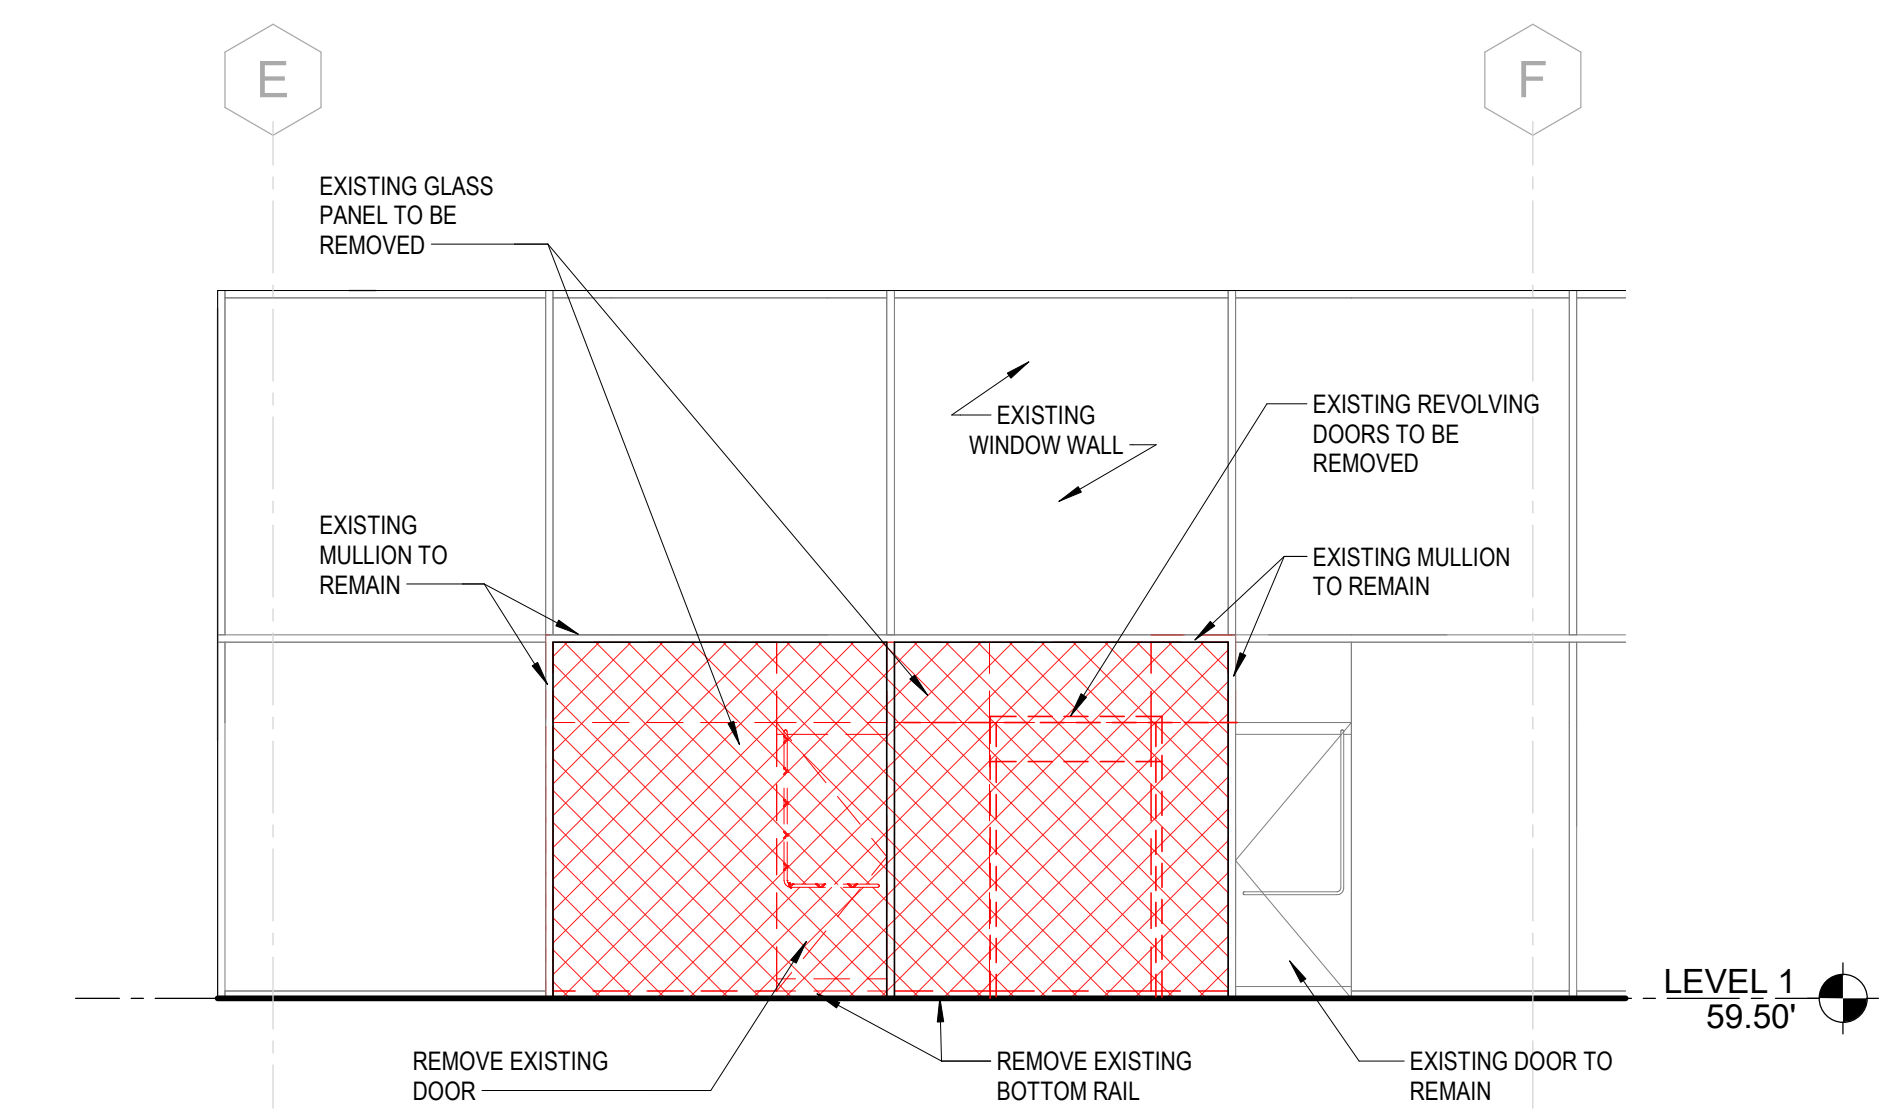 E
F
EXISTING GLASS
PANEL TO BE
REMOVED
EXISTING
WINDOW WALL
EXISTING REVOLVING
DOORS TO BE
REMOVED
EXISTING
MULLION TO
REMAIN
EXISTING MULLION
TO REMAIN
LEVEL 1
59.50'
REMOVE EXISTING
DOOR
REMOVE EXISTING
BOTTOM RAIL
EXISTING DOOR TO
REMAIN